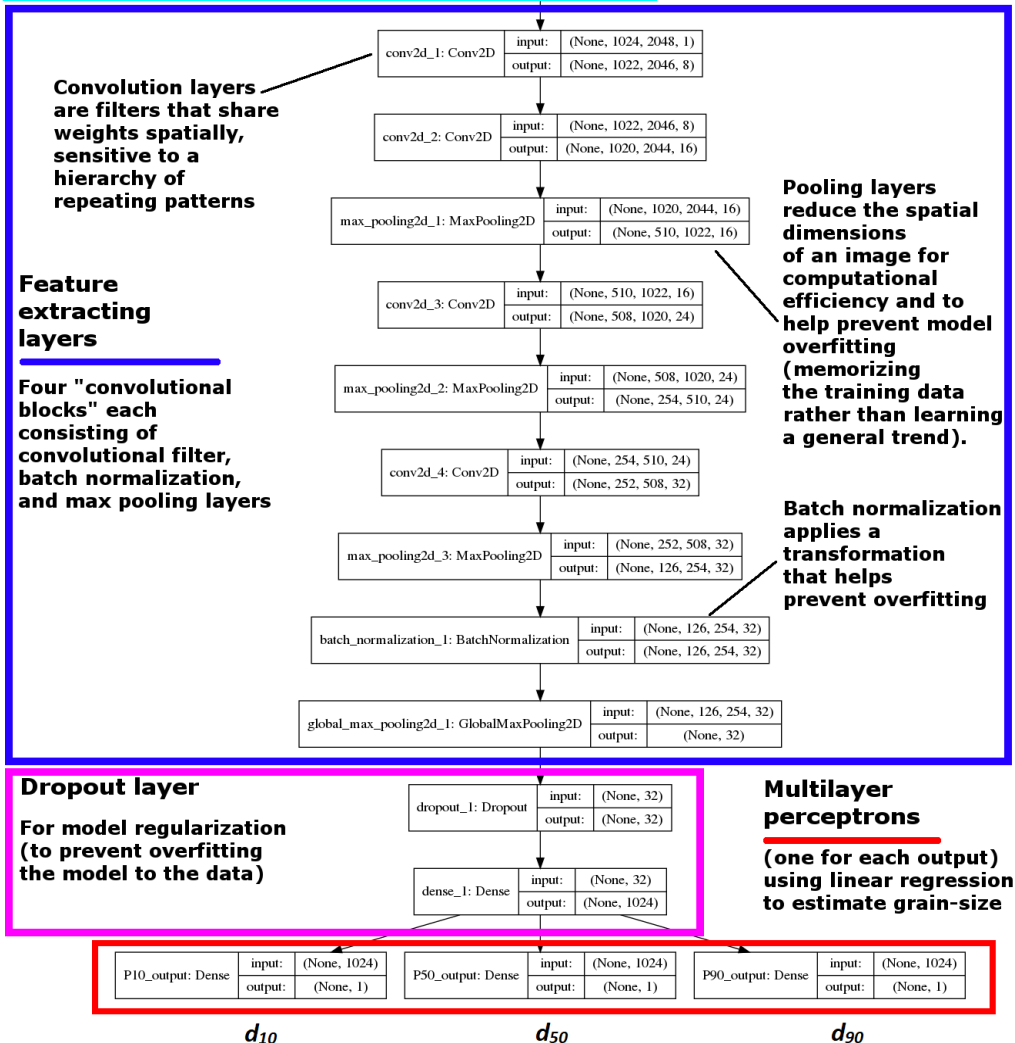 conv2d_1: Conv2D
input: (None, 1024, 2048, 1)
output: (None, 1022, 2046, 8)
Convolution layers
are filters that share
weights spatially,
sensitive to a
hierarchy of
repeating patterns
conv2d_2: Conv2D
input: (None, 1022, 2046, 8)
output: (None, 1020, 2044, 16)
max_pooling2d_1: MaxPooling2D
input: (None, 1020, 2044, 16)
output: (None, 510, 1022, 16)
Pooling layers
reduce the spatial
dimensions
of an image for
computational
efficiency and to
help prevent model
overfitting
(memorizing
the training data
rather than learning
a general trend).
Feature
extracting
layers
Four "convolutional
blocks" each
consisting of
convolutional filter,
batch normalization,
and max pooling layers
conv2d_3: Conv2D
input: (None, 510, 1022, 16)
output: (None, 508, 1020, 24)
max_pooling2d_2: MaxPooling2D
input: (None, 508, 1020, 24)
output: (None, 254, 510, 24)
conv2d_4: Conv2D
input: (None, 254, 510, 24)
output: (None, 252, 508, 32)
max_pooling2d_3: MaxPooling2D
input: (None, 252, 508, 32)
output: (None, 126, 254, 32)
Batch normalization
applies a
transformation
that helps
prevent overfitting
batch_normalization_1: BatchNormalization
input: (None, 126, 254, 32)
output: (None, 126, 254, 32)
global_max_pooling2d_1: GlobalMaxPooling2D
input: (None, 126, 254, 32)
output: (None, 32)
Dropout layer
For model regularization
(to prevent overfitting
the model to the data)
dropout_1: Dropout
input: (None, 32)
output: (None, 32)
dense_1: Dense
input: (None, 32)
output: (None, 1024)
Multilayer
perceptrons
(one for each output)
using linear regression
to estimate grain-size
P10_output: Dense
input: (None, 1024)
output: (None, 1)
P50_output: Dense
input: (None, 1024)
output: (None, 1)
P90_output: Dense
input: (None, 1024)
output: (None, 1)
d10
d50
d90